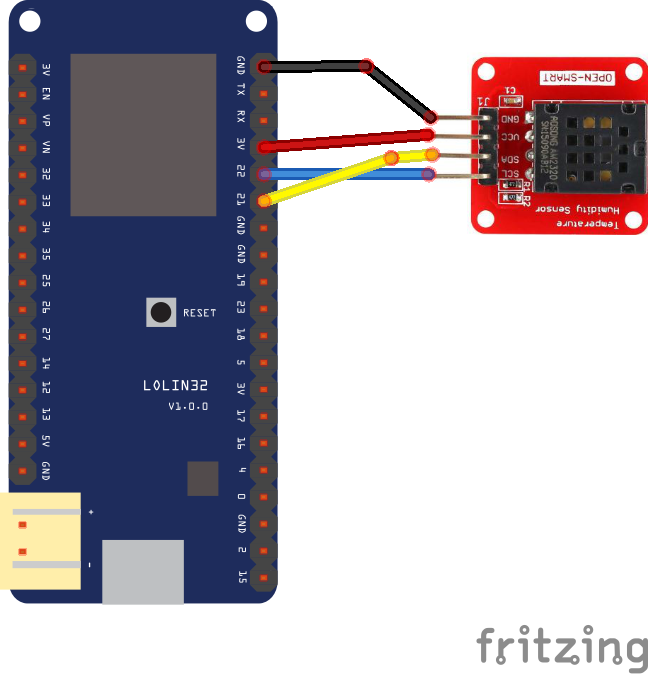 3V
EN
VP
VN
32
33
34
35
25
26
27
14
12
13
5V
GND
+
-
GND
TX
RX
3V
22
21
GND
GND
19
23
18
5
3V
17
16
4
0
GND
2
15
RESET
LOLIN32
V1.0.0
OPEN-SMART
C1
J1
GND
VCC
SDA
SCL
AOSONG AM2320
R1
R2
Temperature
Humidity Sensor
fritzing